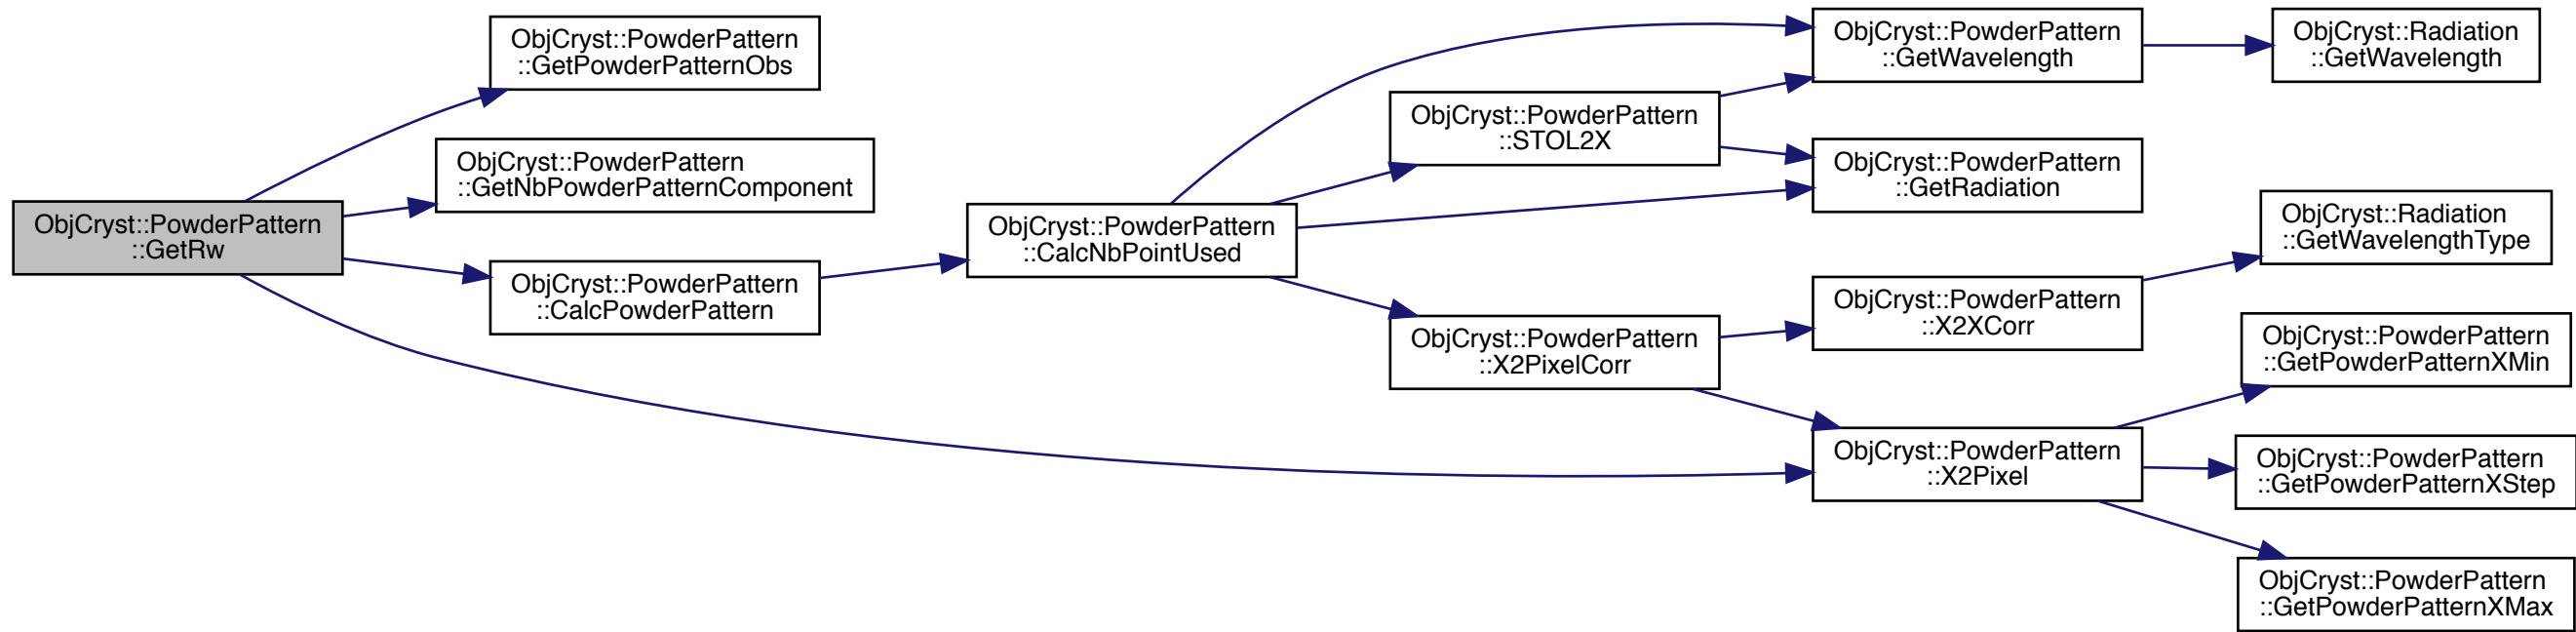 ObjCryst::PowderPattern
::GetRw
ObjCryst::PowderPattern
::GetPowderPatternObs
ObjCryst::PowderPattern
::GetNbPowderPatternComponent
ObjCryst::PowderPattern
::CalcPowderPattern
ObjCryst::PowderPattern
::CalcNbPointUsed
ObjCryst::PowderPattern
::STOL2X
ObjCryst::PowderPattern
::X2PixelCorr
ObjCryst::PowderPattern
::GetWavelength
ObjCryst::PowderPattern
::GetRadiation
ObjCryst::PowderPattern
::X2XCorr
ObjCryst::PowderPattern
::X2Pixel
ObjCryst::Radiation
::GetWavelength
ObjCryst::Radiation
::GetWavelengthType
ObjCryst::PowderPattern
::GetPowderPatternXMin
ObjCryst::PowderPattern
::GetPowderPatternXStep
ObjCryst::PowderPattern
::GetPowderPatternXMax